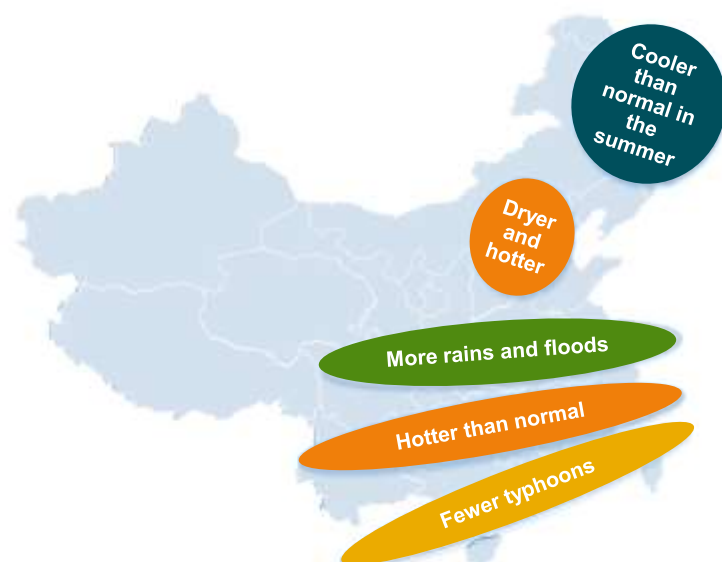 Cooler
than
normal in
the
summer
Dryer
and
hotter
More rains and floods
Hotter than normal
Fewer typhoons